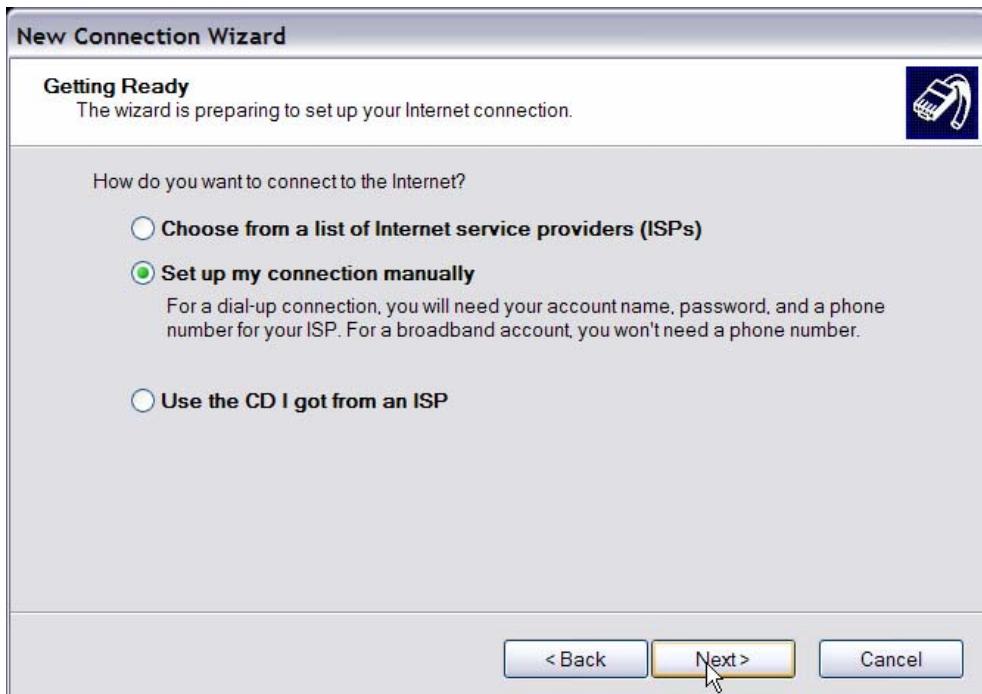 New Connection Wizard
Getting Ready
The wizard is preparing to set up your Internet connection.
How do you want to connect to the Internet?
Choose from a list of Internet service providers (ISPs)
Set up my connection manually
For a dial-up connection, you will need your account name, password, and a phone
number for your ISP. For a broadband account, you won't need a phone number.
Use the CD I got from an ISP
< Back
Next >
Cancel